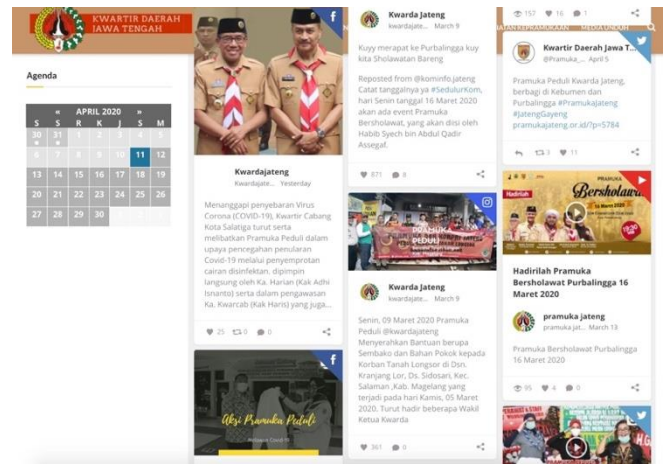 KWARTIR DAERAH
JAWA TENGAH
Agenda
« APRIL 2020 »
S S R K J S M
30 31 1 2 3 4 5
6 7 8 9 10 11 12
13 14 15 16 17 18 19
20 21 22 23 24 25 26
27 28 29 30
Kwardajateng
Kwardajate... Yesterday
Menanggapi penyebaran Virus
Corona (COVID-19), Kwartir Cabang
Kota Salatiga turut serta
melibatkan Pramuka Peduli dalam
upaya pencegahan penularan
Covid-19 melalui penyemprotan
cairan disinfektan. dipimpin
langsung oleh Ka. Harian (Kak Adhi
Isnanto) serta dalam pengawasan
Ka. Kwarcab (Kak Haris) yang juga...
25 0 0
Aksi Pramuka Peduli
Kwarda Jateng
kwardajate... March 9
Kuyy merapat ke Purbalingga kuy
kita Sholawatan Bareng
Reposted from @kominfo.jateng
Catat tanggalnya ya #SedulurKom,
hari Senin tanggal 16 Maret 2020
akan ada event Pramuka
Bersholawat, yang akan diisi oleh
Habib Syech bin Abdul Qadir
Assegaf.
871 8
PRAMUKA
PEDULI
Kwarda Jateng
kwardajate... March 9
Senin, 09 Maret 2020 Pramuka
Peduli @kwardajateng
Menyerahkan Bantuan berupa
Sembako dan Bahan Pokok kepada
Korban Tanah Longsor di Dsn.
Kranjang Lor, Ds. Sidosari, Kec.
Salaman ,Kab. Magelang yang
terjadi pada hari Kamis, 05 Maret
2020. Turut hadir beberapa Wakil
Ketua Kwarda
361 0
157 16 1
MEDIA UNDUH
Kwartir Daerah Jawa T...
@Pramuka_... April 5
Pramuka Peduli Kwarda Jateng,
berbagi di Kebumen dan
Purbalingga #PramukaJateng
#JatengGayeng
pramukajateng.or.id/?p=5784
3 11
PRAMUKA
Hadirilah
Bersholawat
Hadirilah Pramuka
Bersholawat Purbalingga 16
Maret 2020
pramuka jateng
pramuka jat... March 13
Pramuka Bersholawat Purbalingga
16 Maret 2020
95 4 0